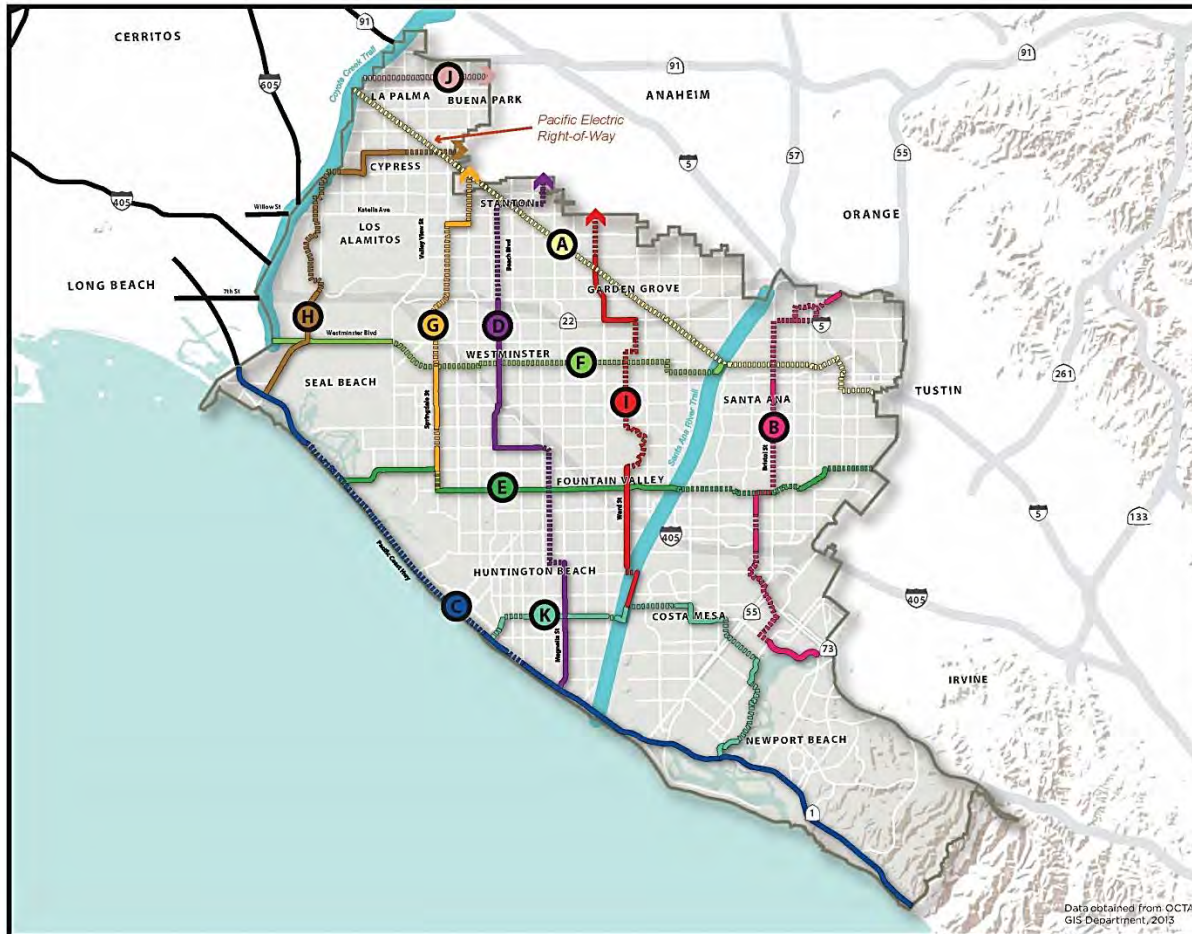 CERRITOS
91
605
Coyote Creek Trail
J
LA PALMA
BUENA PARK
91
ANAHEIM
91
Pacific Electric
Right-of-Way
5
57
55
CYPRESS
405
Willow St
Katella Ave
STANTON
ORANGE
LOS
ALAMITOS
Valley View St
Beach Blvd
A
LONG BEACH
7th St
GARDEN GROVE
H
G
D
22
5
Westminster Blvd
WESTMINSTER
F
SEAL BEACH
Springdale St
I
Santa Ana River Trail
SANTA ANA
B
Bristol St
TUSTIN
261
E
FOUNTAIN VALLEY
Ward St
405
5
133
Pacific Coast Hwy
HUNTINGTON BEACH
C
K
Magnolia St
COSTA MESA
55
405
73
IRVINE
NEWPORT BEACH
1
Data obtained from OCTA
GIS Department, 2013